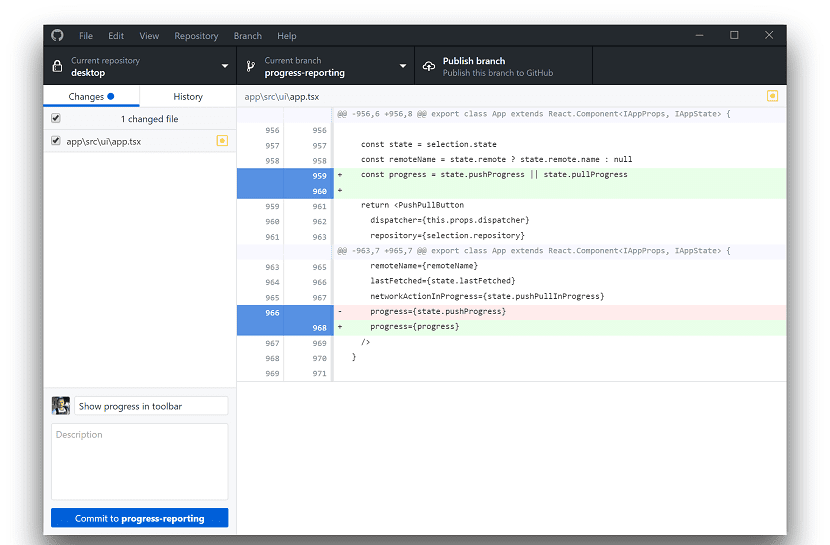 File Edit View Repository Branch Help
Current repository
desktop
Current branch
progress-reporting
Publish branch
Publish this branch to GitHub
Changes History
1 changed file
app\src\ui\app.tsx
app\src\ui\app.tsx
@@ -956,6 +956,8 @@ export class App extends React.Component<IAppProps, IAppState> {
956 956
957 957 const state = selection.state
958 958 const remoteName = state.remote ? state.remote.name : null
959 + const progress = state.pushProgress || state.pullProgress
960 +
959 961 return <PushPullButton
960 962 dispatcher={this.props.dispatcher}
961 963 repository={selection.repository}
@@ -963,7 +965,7 @@ export class App extends React.Component<IAppProps, IAppState> {
963 965 remoteName={remoteName}
964 966 lastFetched={state.lastFetched}
965 967 networkActionInProgress={state.pushPullInProgress}
966 - progress={state.pushProgress}
968 + progress={progress}
967 969 />
968 970 }
969 971
Show progress in toolbar
Description
Commit to progress-reporting